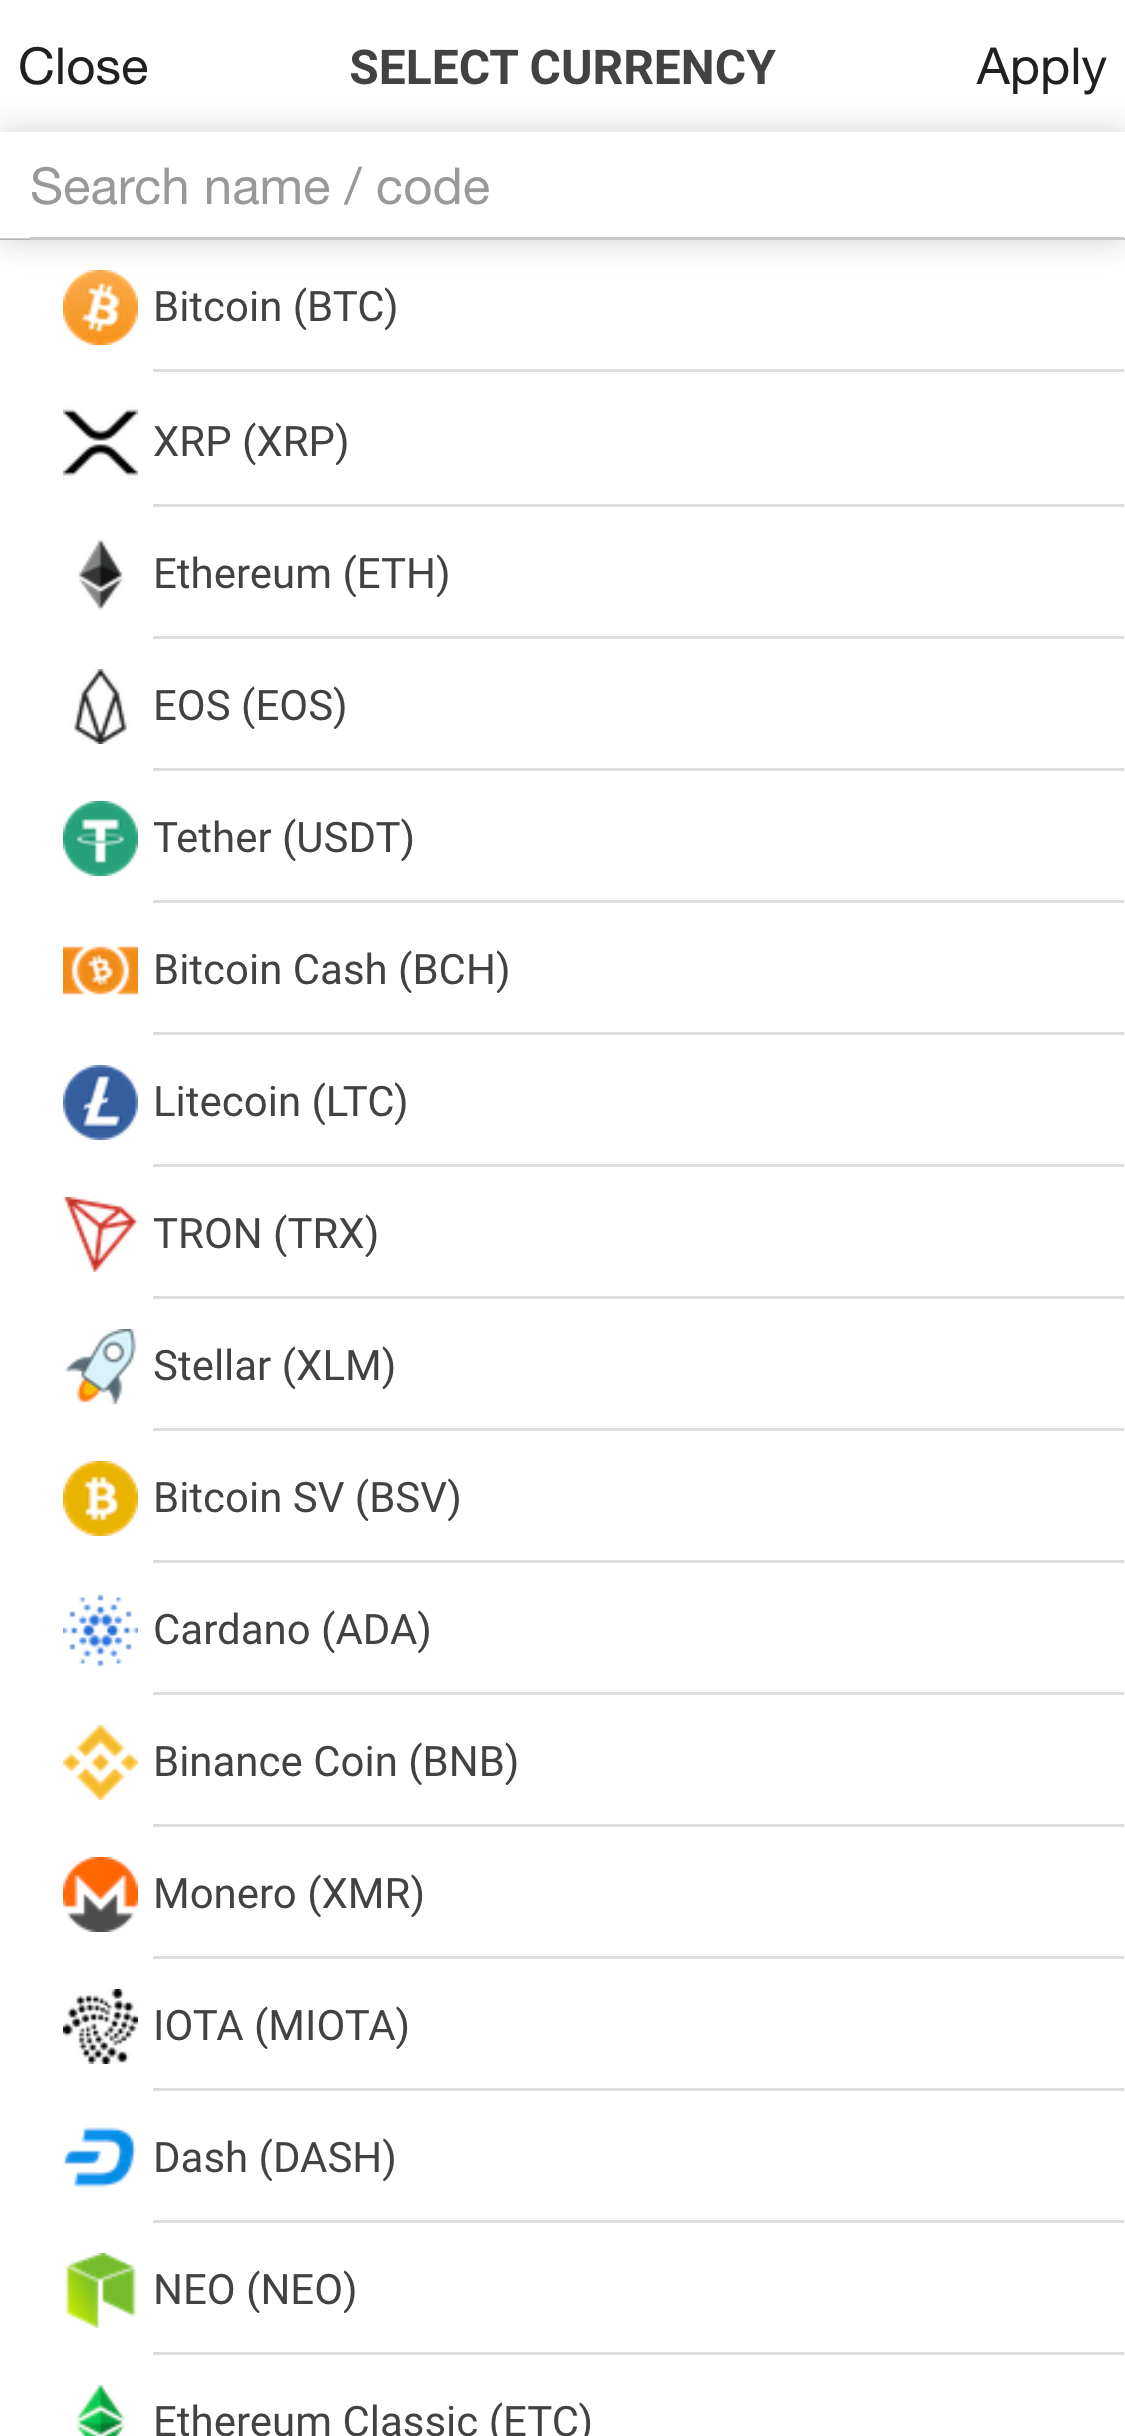 Close SELECT CURRENCY Apply
Search name / code
Bitcoin (BTC)
XRP (XRP)
Ethereum (ETH)
EOS (EOS)
Tether (USDT)
Bitcoin Cash (BCH)
Litecoin (LTC)
TRON (TRX)
Stellar (XLM)
Bitcoin SV (BSV)
Cardano (ADA)
Binance Coin (BNB)
Monero (XMR)
IOTA (MIOTA)
Dash (DASH)
NEO (NEO)
Ethereum Classic (ETC)